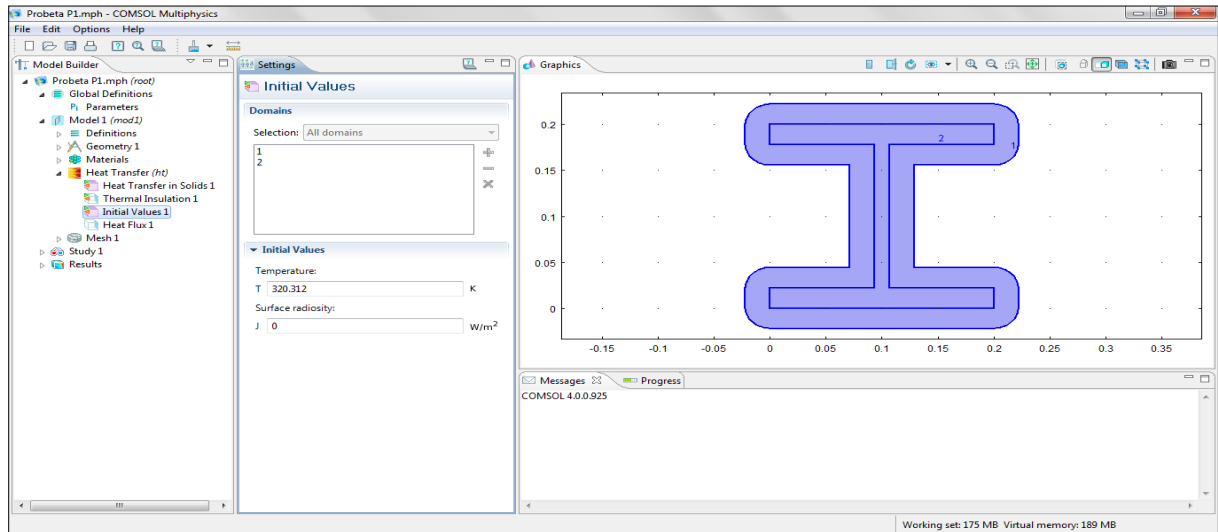 Probeta P1.mph - COMSOL Multiphysics
File Edit Options Help
Model Builder
Probeta P1.mph (root)
Global Definitions
Pi Parameters
Model 1 (mod1)
Definitions
Geometry 1
Materials
Heat Transfer (ht)
Heat Transfer in Solids 1
Thermal Insulation 1
Initial Values 1
Heat Flux 1
Mesh 1
Study 1
Results
Settings
Initial Values
Domains
Selection: All domains
1
2
Initial Values
Temperature:
T 320.312 K
Surface radiosity:
J 0 W/m²
Graphics
0.2
0.15
0.1
0.05
0
2
1
-0.15 -0.1 -0.05 0 0.05 0.1 0.15 0.2 0.25 0.3 0.35
Messages Progress
COMSOL 4.0.0.925
Working set: 175 MB Virtual memory: 189 MB